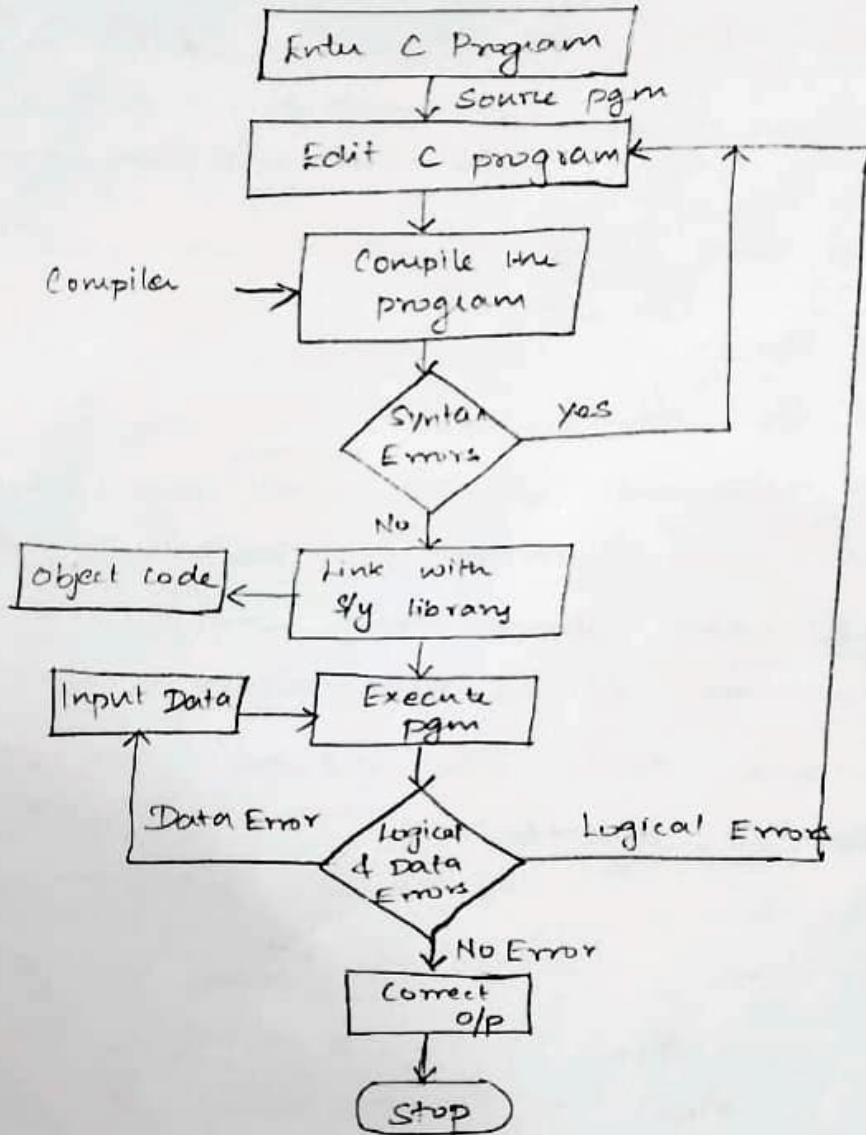 Enter C Program
Source pgm
Edit C program
Compile the
program
Compiler
Syntax
Errors
yes
No
Object code
Link with
S/y library
Input Data
Execute
pgm
Data Error
Logical
& Data
Errors
Logical Errors
No Error
Correct
o/p
Stop